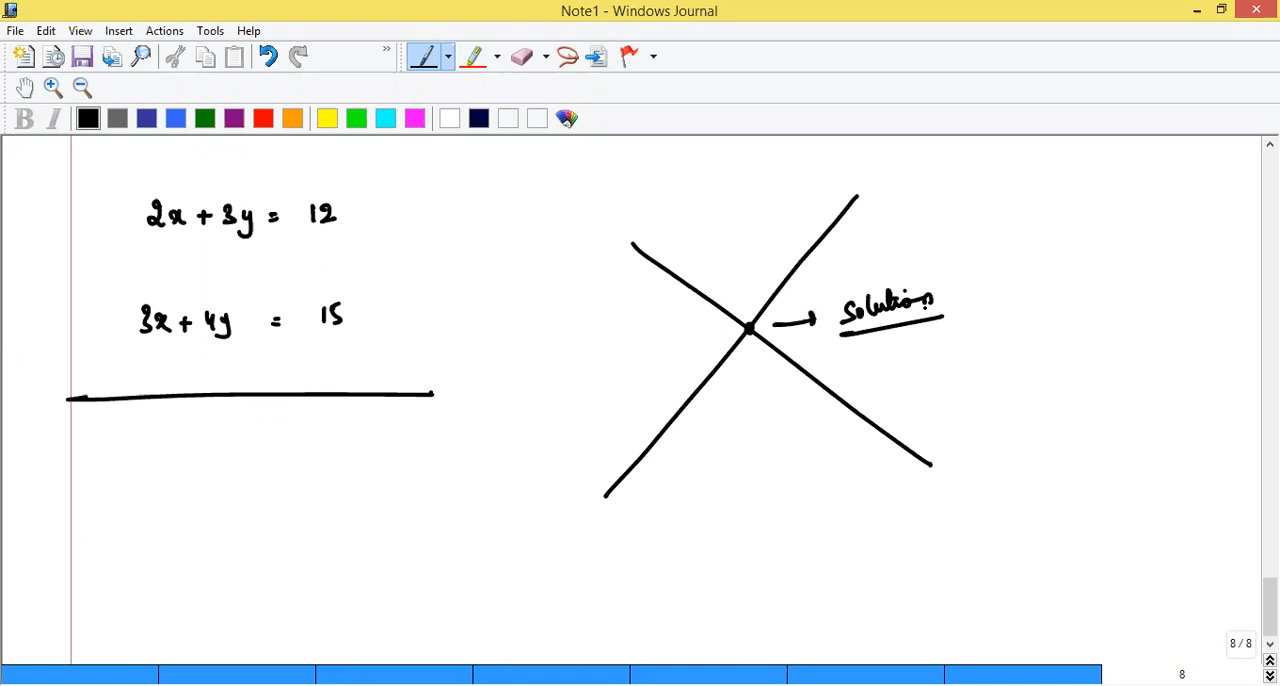 Note1 - Windows Journal
File Edit View Insert Actions Tools Help
B I
2x + 3y = 12
3x + 4y = 15
solution
8 / 8
8